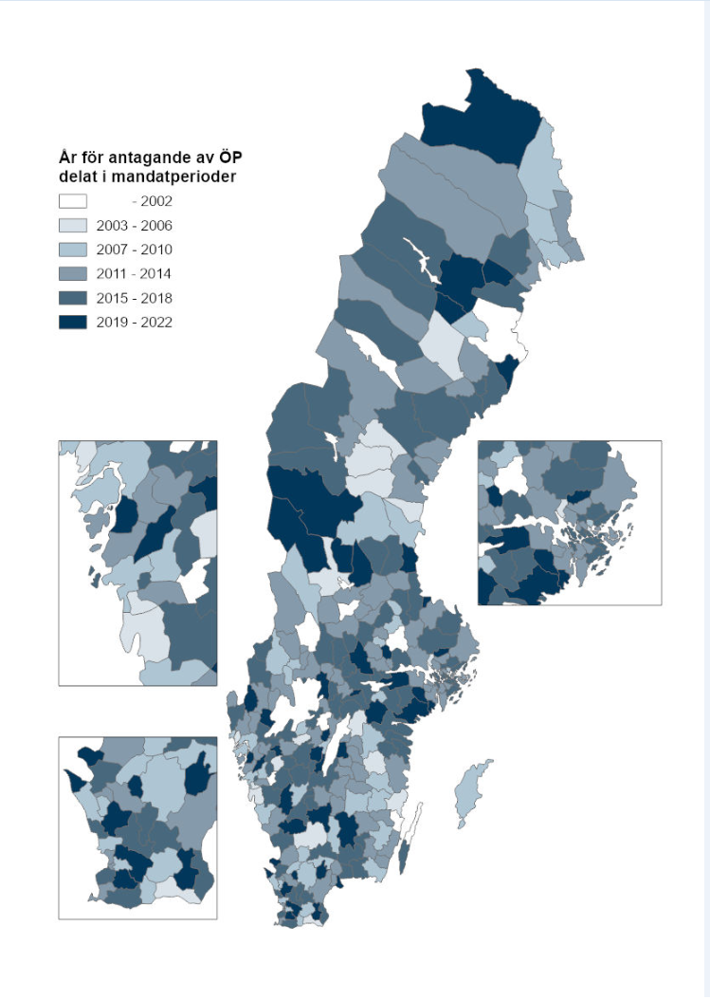 År för antagande av ÖP
delat i mandatperioder
- 2002
2003 - 2006
2007 - 2010
2011 - 2014
2015 - 2018
2019 - 2022